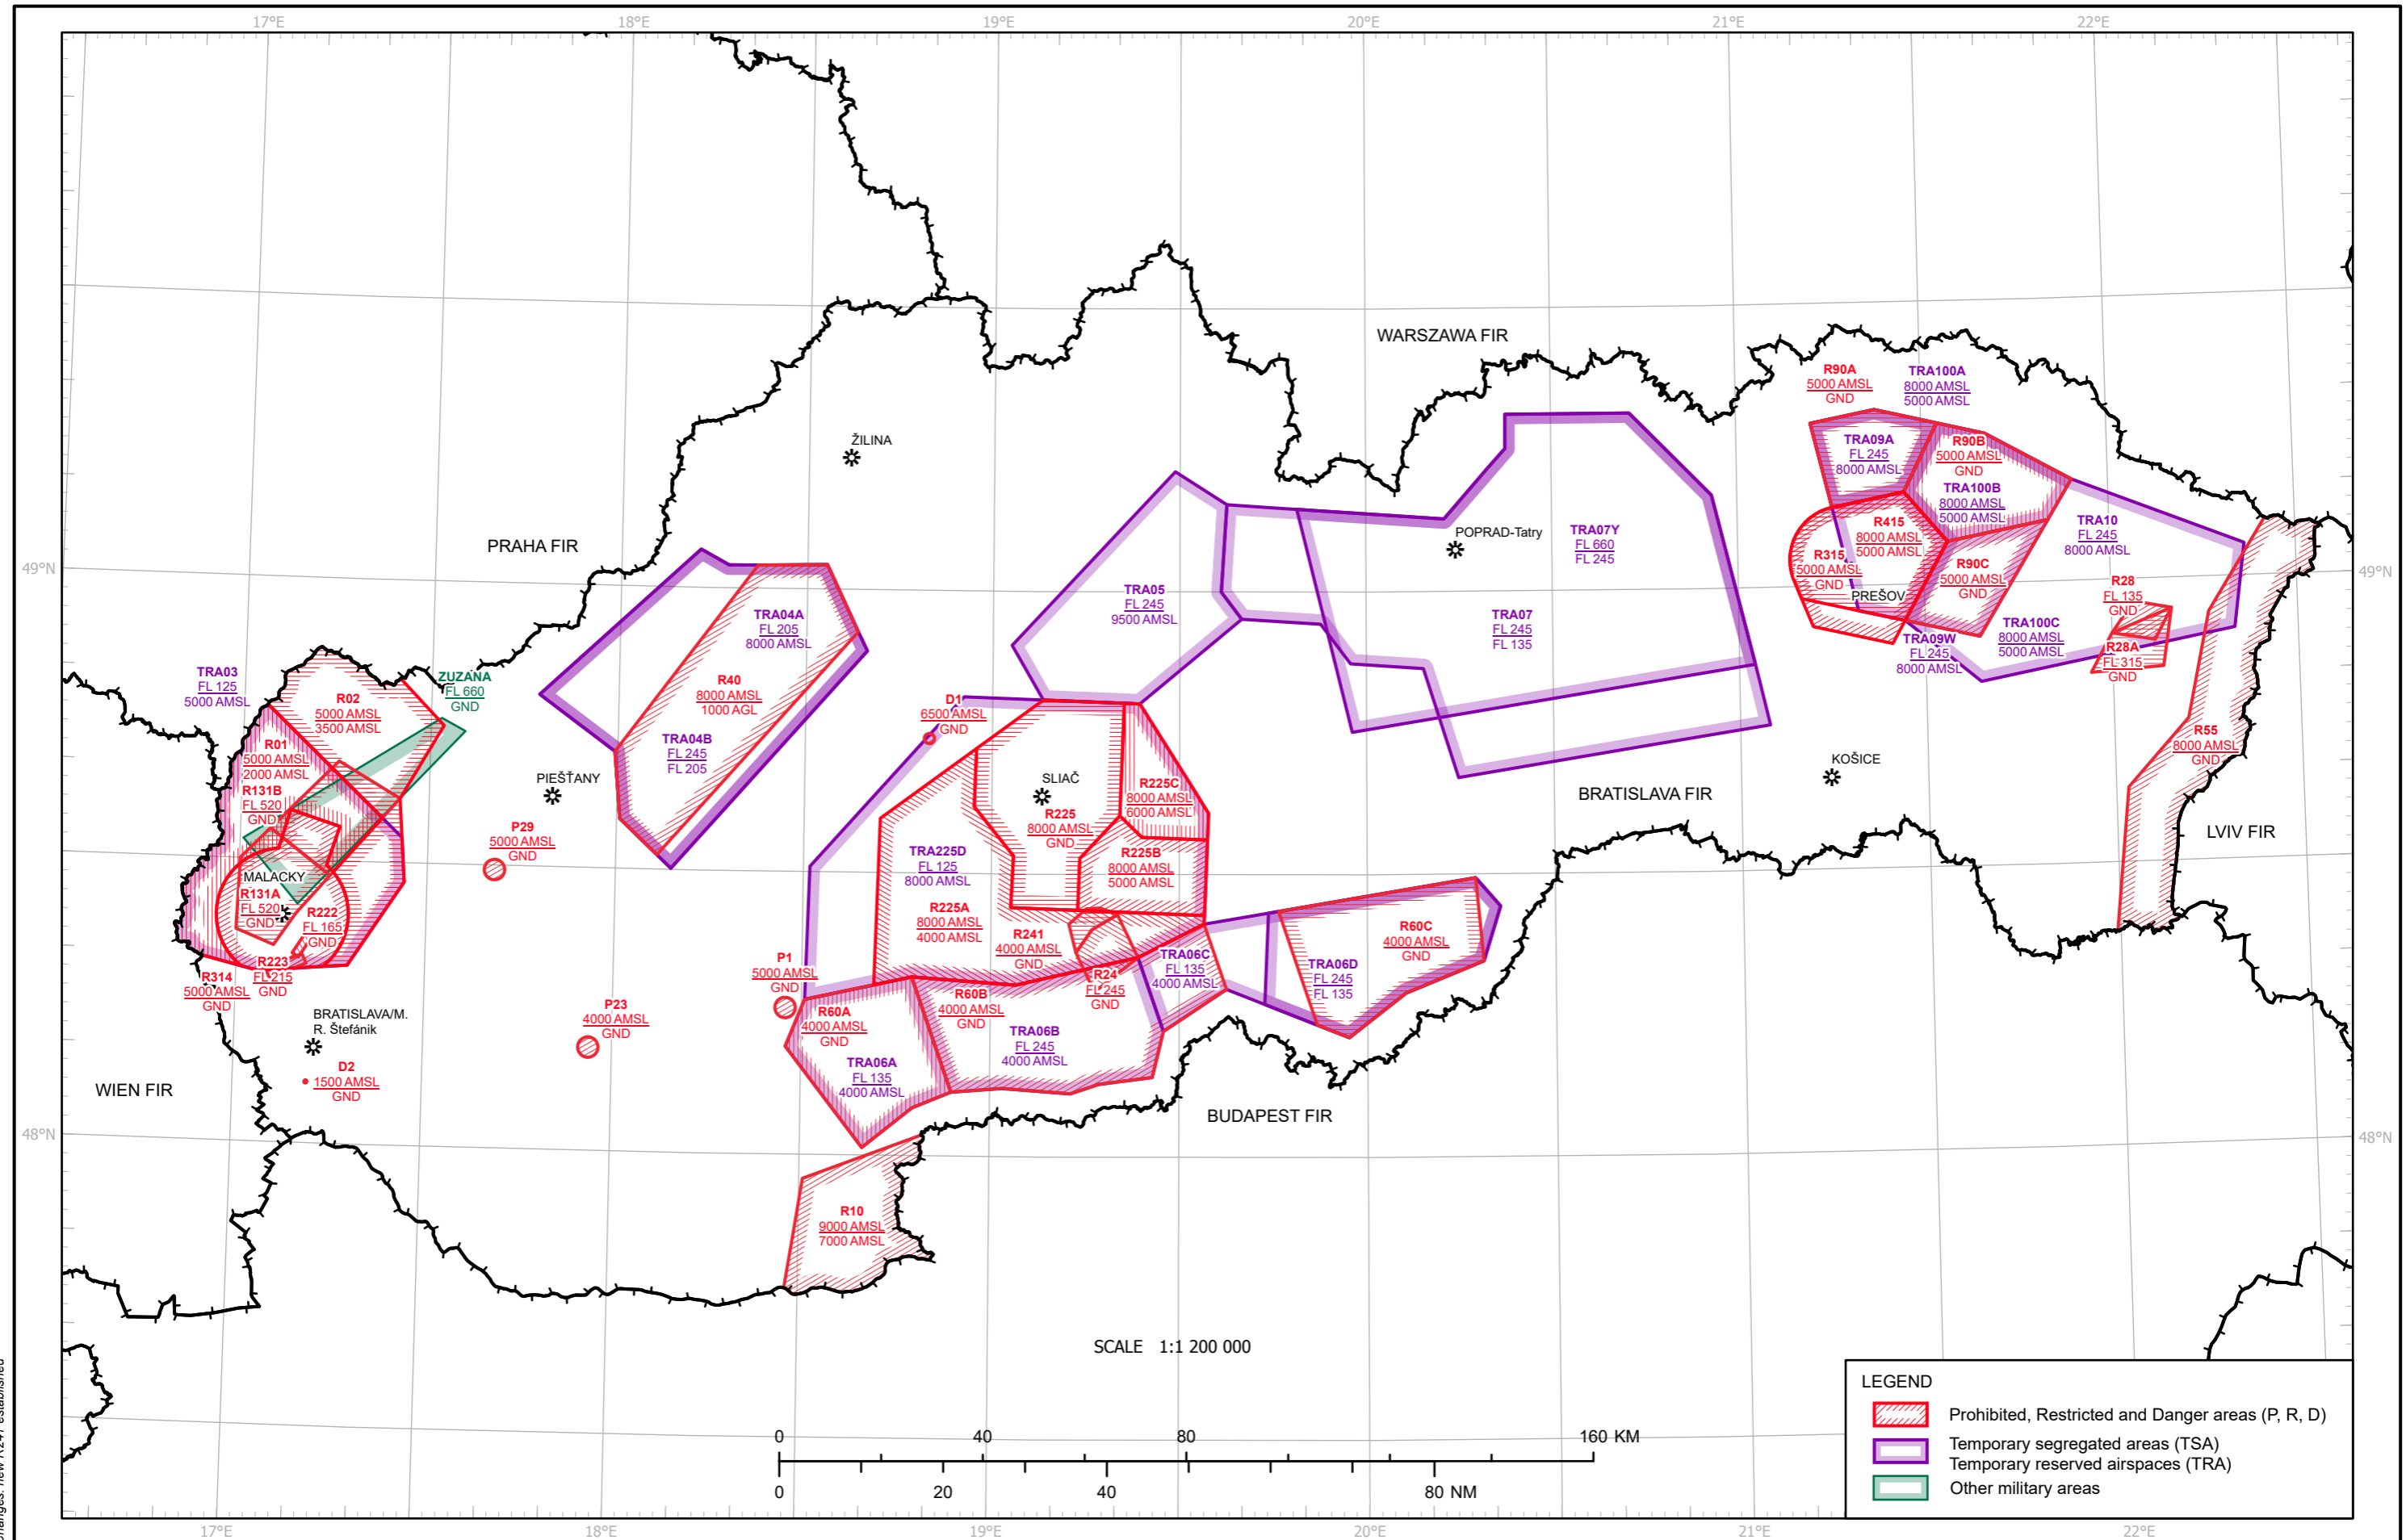 17°E
18°E
19°E
20°E
21°E
22°E
WARSZAWA FIR
R90A
5000 AMSL
GND
TRA100A
8000 AMSL
5000 AMSL
ŽILINA
TRA09A
FL 245
8000 AMSL
R90B
5000 AMSL
GND
TRA100B
8000 AMSL
5000 AMSL
PRAHA FIR
POPRAD-Tatry
TRA07Y
FL 660
FL 245
R415
8000 AMSL
5000 AMSL
TRA10
FL 245
8000 AMSL
49°N
49°N
R315
5000 AMSL
GND
R90C
5000 AMSL
GND
PREŠOV
R28
FL 135
GND
TRA05
FL 245
9500 AMSL
TRA04A
FL 205
8000 AMSL
TRA07
FL 245
FL 135
TRA09W
FL 245
8000 AMSL
TRA100C
8000 AMSL
5000 AMSL
R28A
FL 315
GND
TRA03
FL 125
5000 AMSL
ZUZANA
FL 660
GND
R02
5000 AMSL
3500 AMSL
R40
8000 AMSL
1000 AGL
D1
6500 AMSL
GND
R01
5000 AMSL
2000 AMSL
TRA04B
FL 245
FL 205
R55
8000 AMSL
GND
R131B
FL 520
GND
PIEŠŤANY
SLIAČ
R225C
8000 AMSL
6000 AMSL
KOŠICE
BRATISLAVA FIR
LVIV FIR
P29
5000 AMSL
GND
R225
8000 AMSL
GND
TRA225D
FL 125
8000 AMSL
R225B
8000 AMSL
5000 AMSL
MALACKY
R131A
FL 520
GND
R222
FL 165
GND
R225A
8000 AMSL
4000 AMSL
R241
4000 AMSL
GND
R60C
4000 AMSL
GND
R223
FL 215
GND
R314
5000 AMSL
GND
P1
5000 AMSL
GND
TRA06C
FL 135
4000 AMSL
TRA06D
FL 245
FL 135
R24
FL 245
GND
P23
4000 AMSL
GND
R60A
4000 AMSL
GND
R60B
4000 AMSL
GND
BRATISLAVA/M.
R. Štefánik
TRA06B
FL 245
4000 AMSL
D2
1500 AMSL
GND
TRA06A
FL 135
4000 AMSL
WIEN FIR
BUDAPEST FIR
48°N
48°N
R10
9000 AMSL
7000 AMSL
SCALE 1:1 200 000
0
40
80
160 KM
0
20
40
80 NM
LEGEND
Prohibited, Restricted and Danger areas (P, R, D)
Temporary segregated areas (TSA)
Temporary reserved airspaces (TRA)
Other military areas
17°E
18°E
19°E
20°E
21°E
22°E